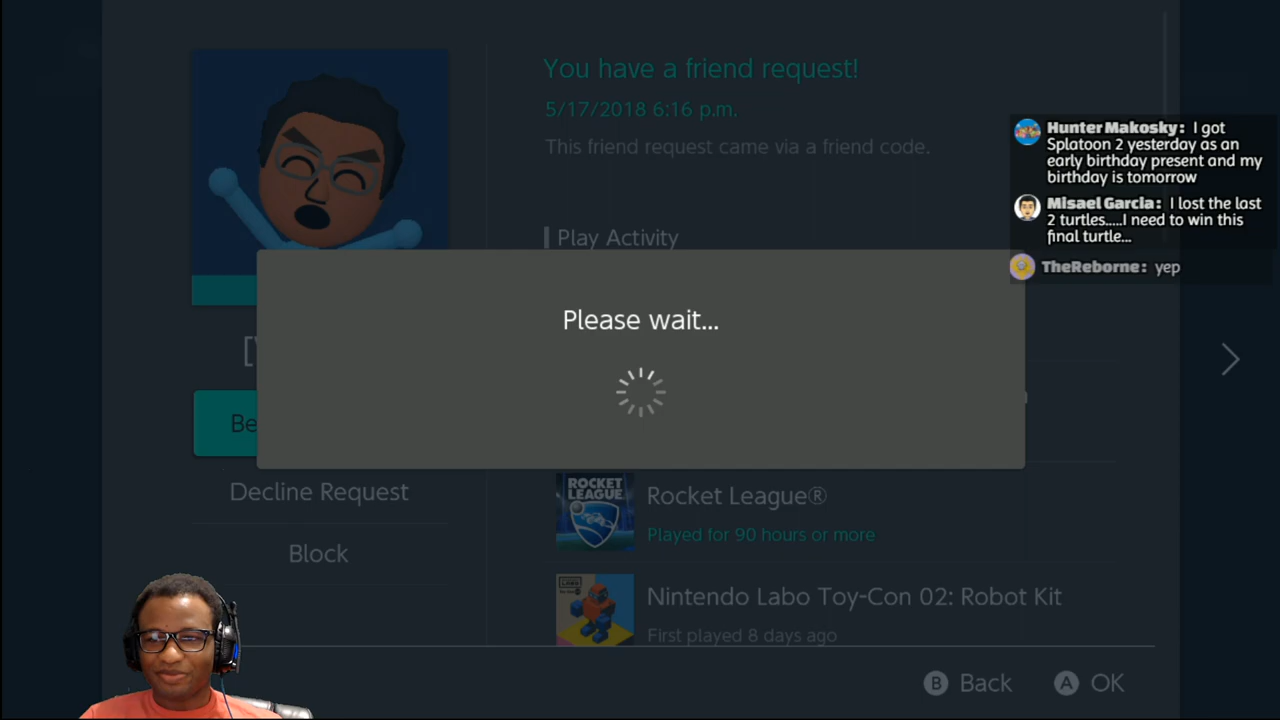 You have a friend request!
5/17/2018 6:16 p.m.
This friend request came via a friend code.
Play Activity
Please wait...
[
Be
Decline Request
Block
ROCKET
LEAGUE
Rocket League®
Played for 90 hours or more
LABO
Nintendo Labo Toy-Con 02: Robot Kit
First played 8 days ago
B Back
A OK
Hunter Makosky: I got
Splatoon 2 yesterday as an
early birthday present and my
birthday is tomorrow
Misael Garcia: I lost the last
2 turtles.....I need to win this
final turtle...
TheReborne: yep